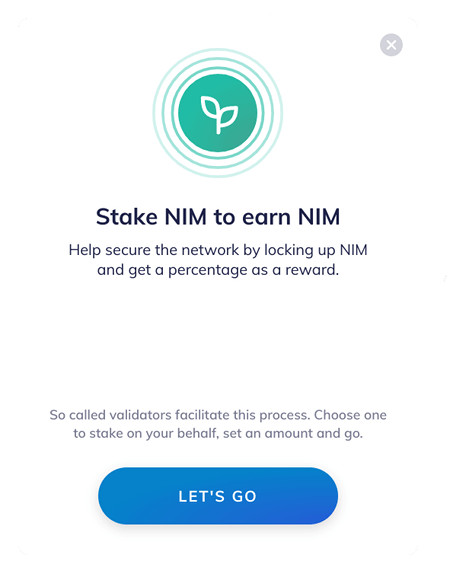 Stake NIM to earn NIM
Help secure the network by locking up NIM
and get a percentage as a reward.
So called validators facilitate this process. Choose one
to stake on your behalf, set an amount and go.
LET'S GO